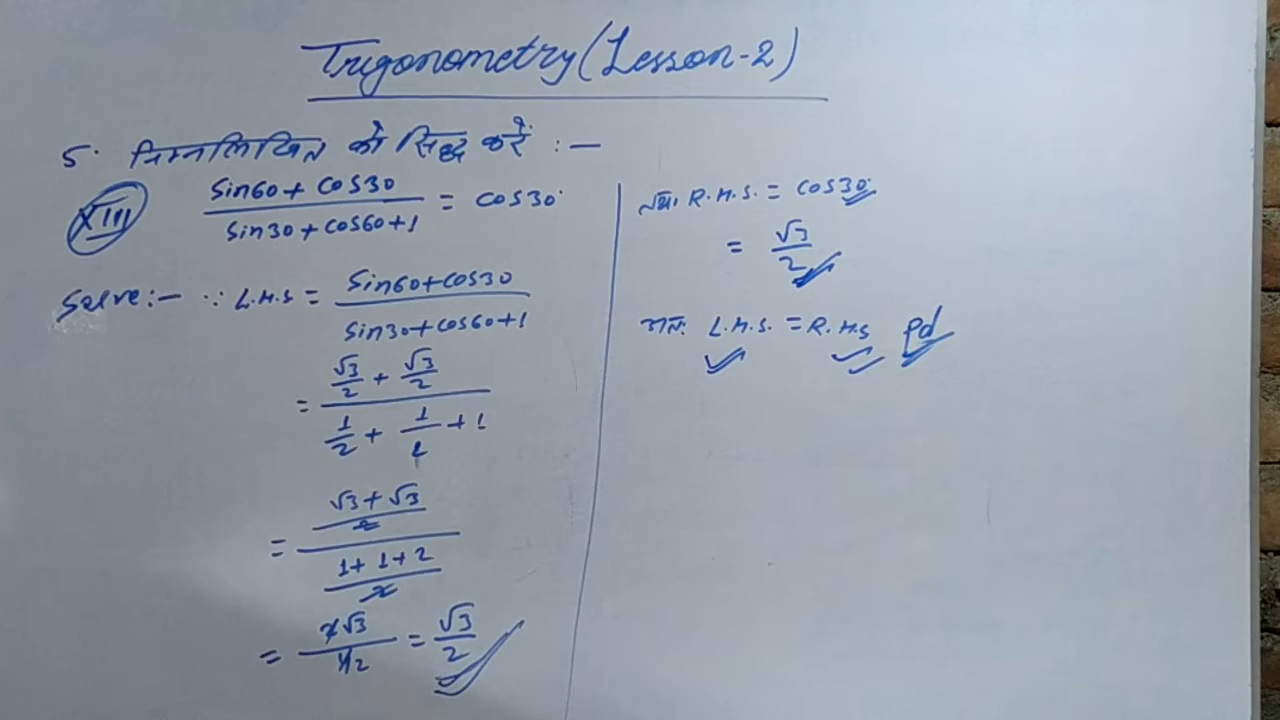 Trigonometry (Lesson-2)
5. निम्नलिखित को सिद्ध करें :—
XIII sin60 + cos30 / sin30 + cos60 + 1 = cos30°
Solve:— ∵ L.H.S = sin60 + cos30 / sin30 + cos60 + 1
= √3/2 + √3/2 / 1/2 + 1/2 + 1
= √3 + √3 / 2 / 1 + 1 + 2 / 2
= 2√3 / 42 = √3 / 2
तथा R.H.S. = cos30°
= √3 / 2
अतः L.H.S. = R.H.S Pd